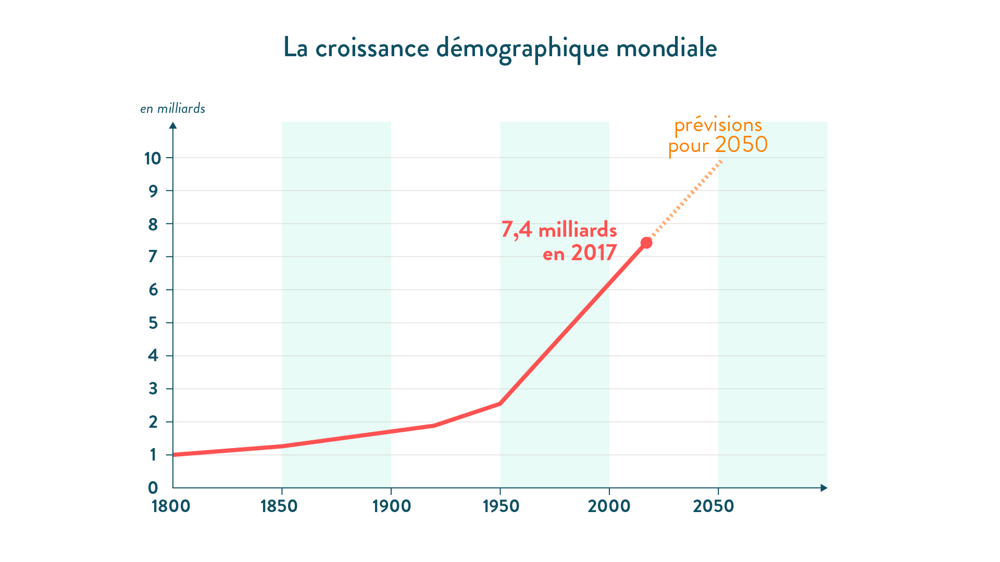 La croissance démographique mondiale
en milliards
prévisions
pour 2050
10
9
8
7,4 milliards
en 2017
7
6
5
4
3
2
1
0
1800
1850
1900
1950
2000
2050